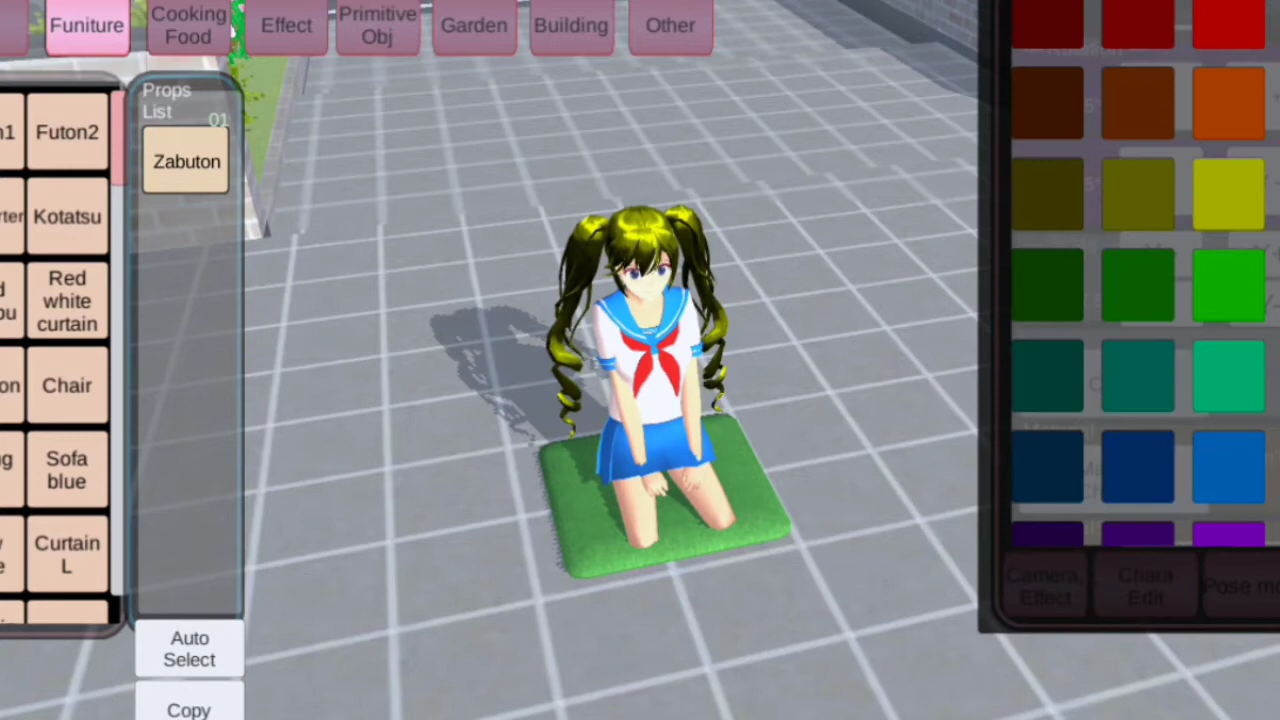 Funiture
Cooking
Food
Effect
Primitive
Obj
Garden
Building
Other
Props
List
01
Zabuton
Futon2
Kotatsu
Red
white
curtain
Chair
Sofa
blue
Curtain
L
Auto
Select
Copy
Camera,
Effect
Chara
Edit
Pose